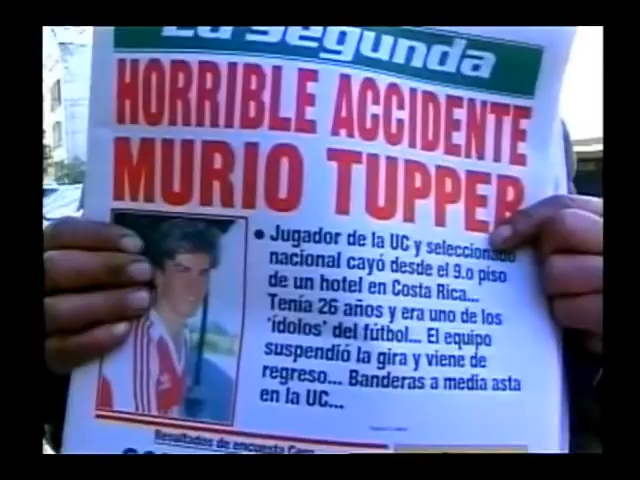 La Segunda
HORRIBLE ACCIDENTE
MURIO TUPPER
• Jugador de la UC y seleccionado
nacional cayó desde el 9.o piso
de un hotel en Costa Rica...
Tenía 26 años y era uno de los
'ídolos' del fútbol... El equipo
suspendió la gira y viene de
regreso... Banderas a media asta
en la UC...
Resultados de encuesta